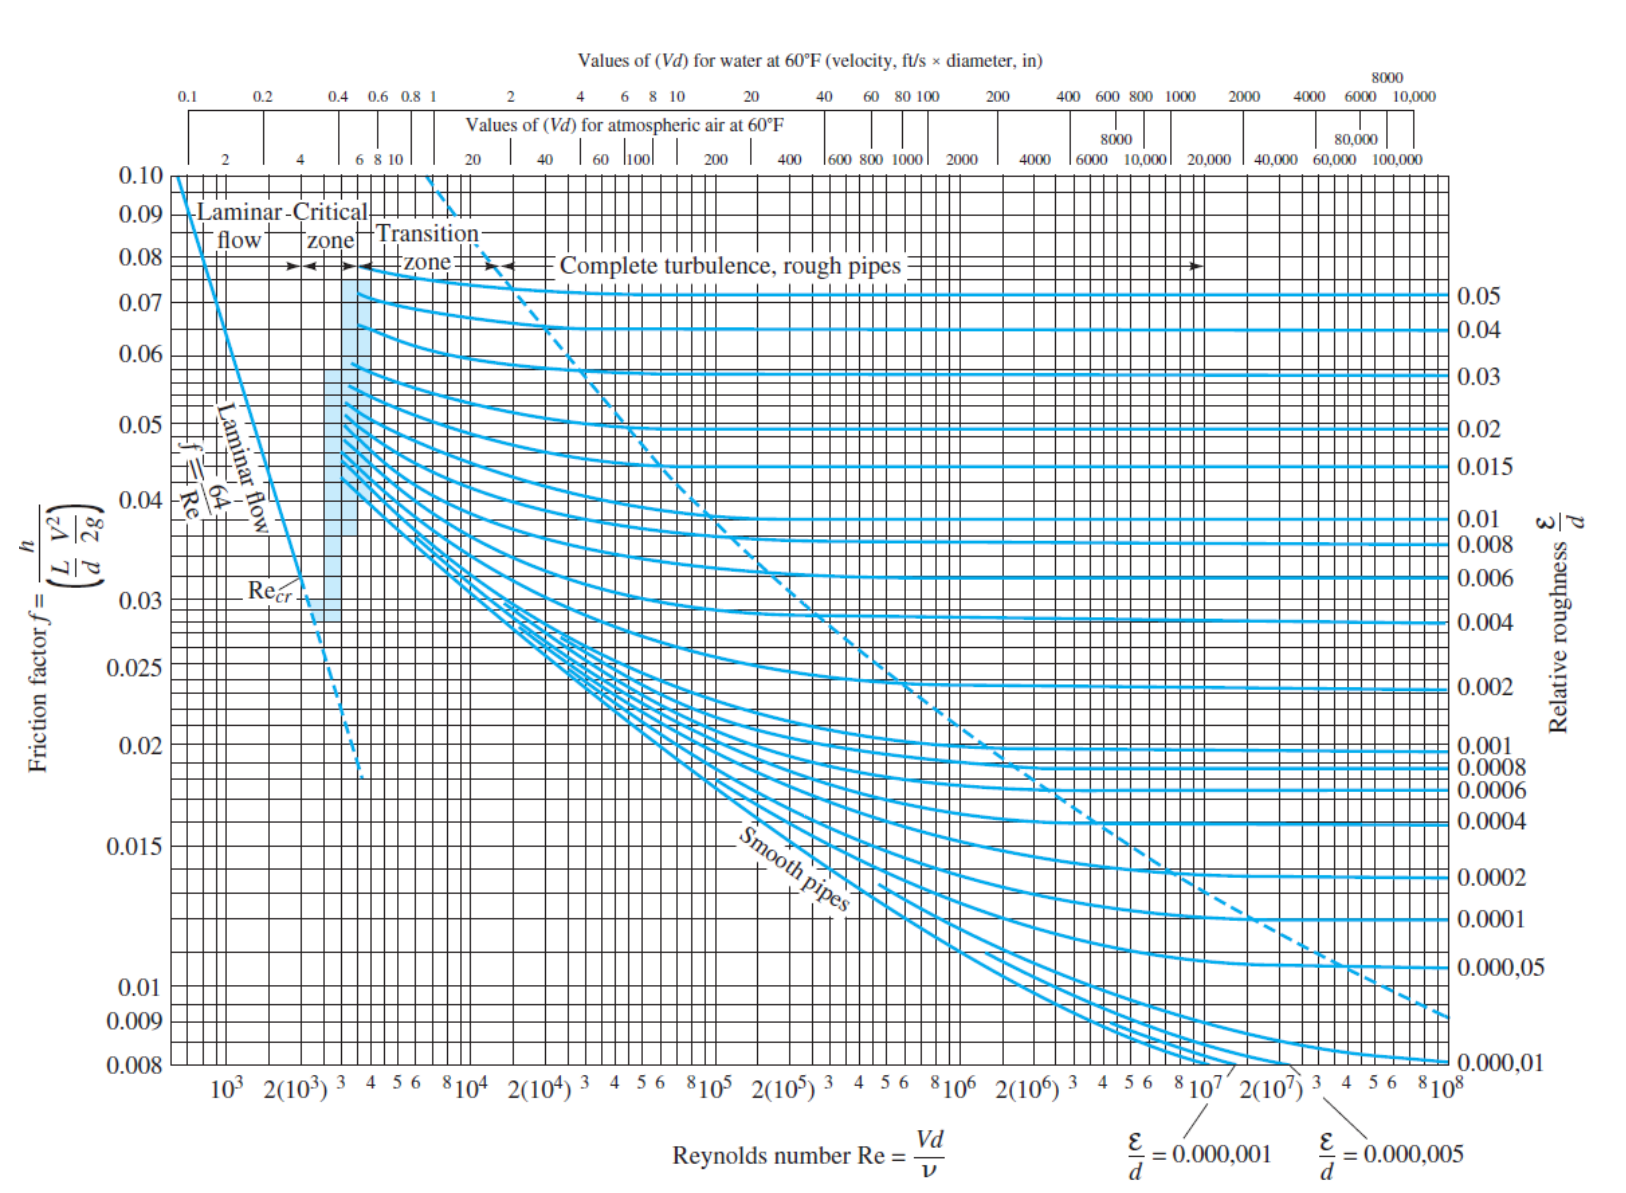 Values of (Vd) for water at 60°F (velocity, ft/s × diameter, in)
8000
0.1 0.2 0.4 0.6 0.8 1 2 4 6 8 10 20 40 60 80 100 200 400 600 800 1000 2000 4000 6000 10,000
Values of (Vd) for atmospheric air at 60°F
8000 80,000
2 4 6 8 10 20 40 60 100 200 400 600 800 1000 2000 4000 6000 10,000 20,000 40,000 60,000 100,000
0.10
0.09
0.08
0.07
0.06
0.05
0.04
0.03
0.025
0.02
0.015
0.01
0.009
0.008
Laminar flow
Critical zone
Transition zone
Complete turbulence, rough pipes
Laminar flow
f = 64/Re
Re_cr
Smooth pipes
Friction factor f = h / (L/d V²/2g)
0.05
0.04
0.03
0.02
0.015
0.01
0.008
0.006
0.004
0.002
0.001
0.0008
0.0006
0.0004
0.0002
0.0001
0.000,05
0.000,01
Relative roughness ε/d
10³ 2(10³) 3 4 5 6 8 10⁴ 2(10⁴) 3 4 5 6 8 10⁵ 2(10⁵) 3 4 5 6 8 10⁶ 2(10⁶) 3 4 5 6 8 10⁷ 2(10⁷) 3 4 5 6 8 10⁸
Reynolds number Re = Vd/ν
ε/d = 0.000,001
ε/d = 0.000,005